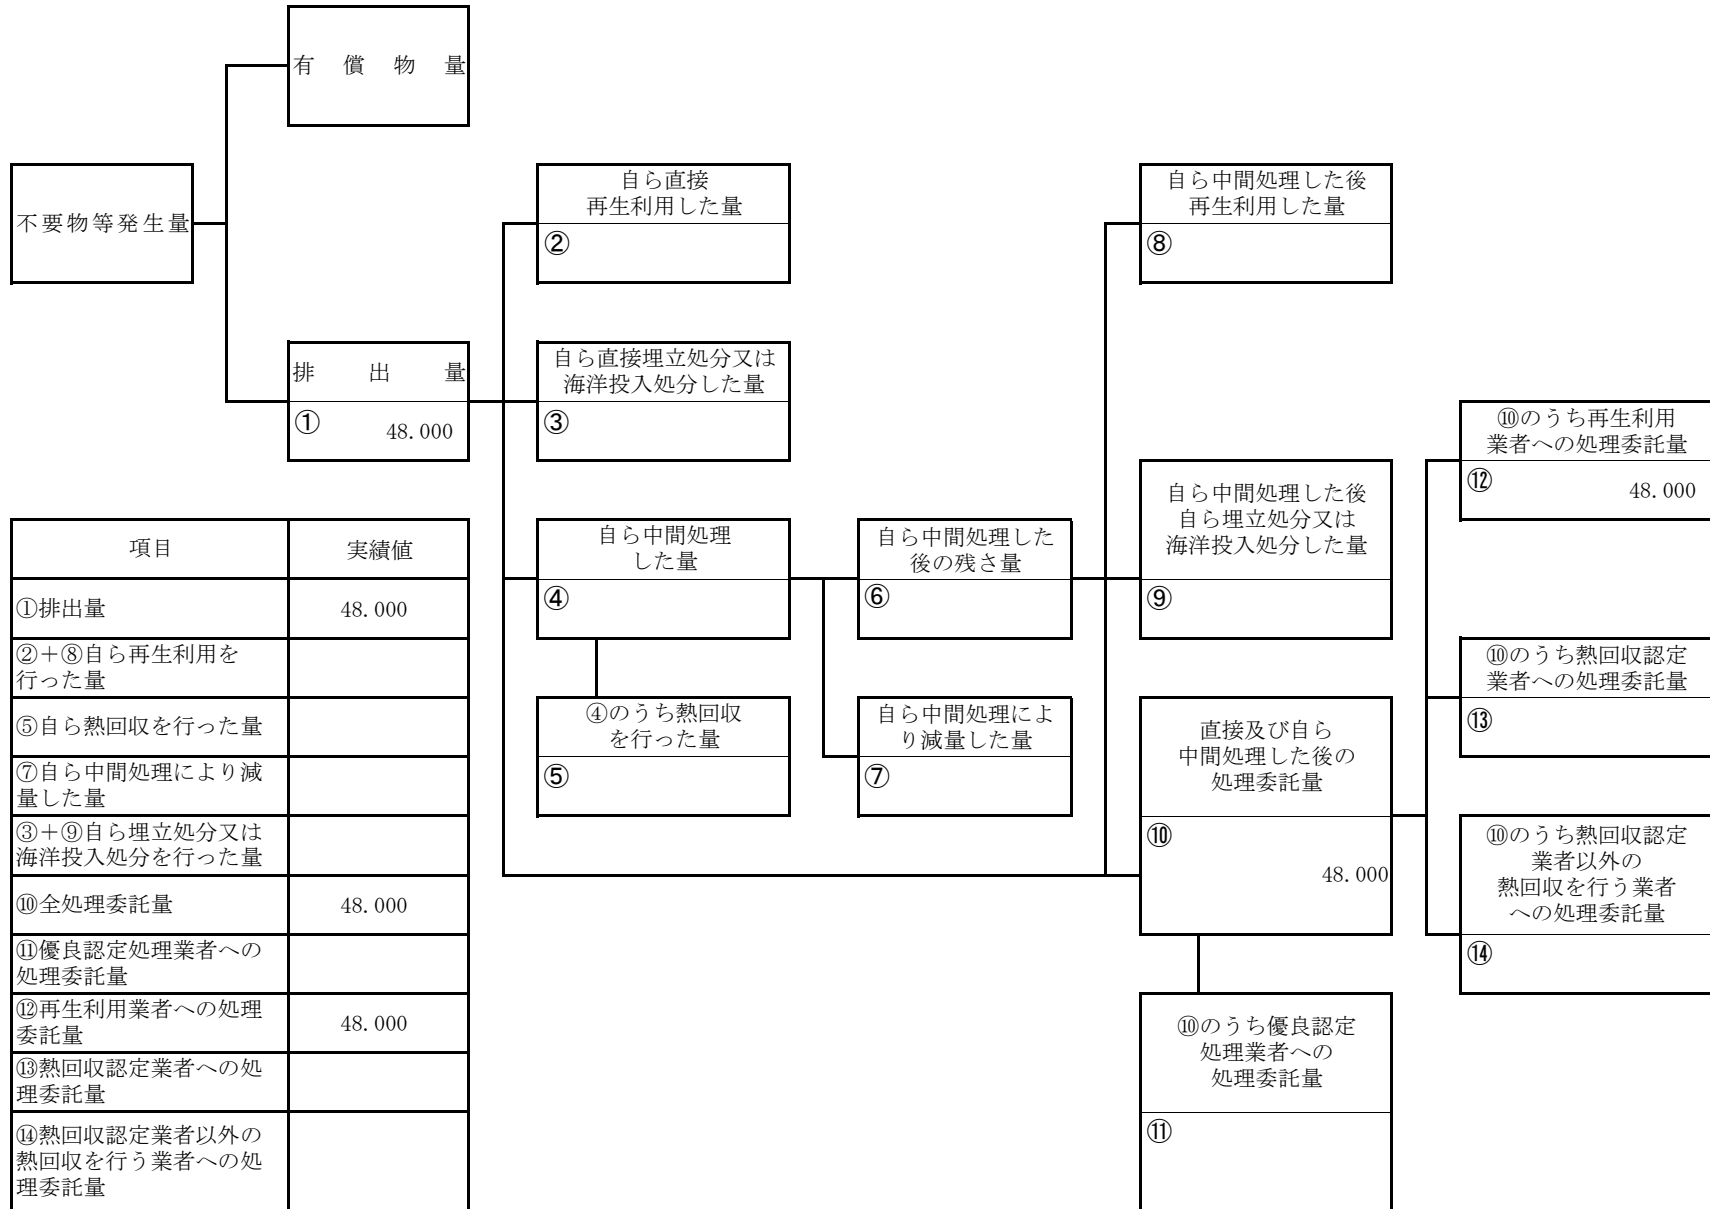 有償物量
不要物等発生量
排出量
① 48.000
自ら直接
再生利用した量
②
自ら直接埋立処分又は
海洋投入処分した量
③
自ら中間処理
した量
④
④のうち熱回収
を行った量
⑤
自ら中間処理した
後の残さ量
⑥
自ら中間処理によ
り減量した量
⑦
自ら中間処理した後
再生利用した量
⑧
自ら中間処理した後
自ら埋立処分又は
海洋投入処分した量
⑨
直接及び自ら
中間処理した後の
処理委託量
⑩
48.000
⑩のうち優良認定
処理業者への
処理委託量
⑪
⑩のうち再生利用
業者への処理委託量
⑫ 48.000
⑩のうち熱回収認定
業者への処理委託量
⑬
⑩のうち熱回収認定
業者以外の
熱回収を行う業者
への処理委託量
⑭
項目 実績値
①排出量 48.000
②＋⑧自ら再生利用を
行った量
⑤自ら熱回収を行った量
⑦自ら中間処理により減
量した量
③＋⑨自ら埋立処分又は
海洋投入処分を行った量
⑩全処理委託量 48.000
⑪優良認定処理業者への
処理委託量
⑫再生利用業者への処理
委託量 48.000
⑬熱回収認定業者への処
理委託量
⑭熱回収認定業者以外の
熱回収を行う業者への処
理委託量